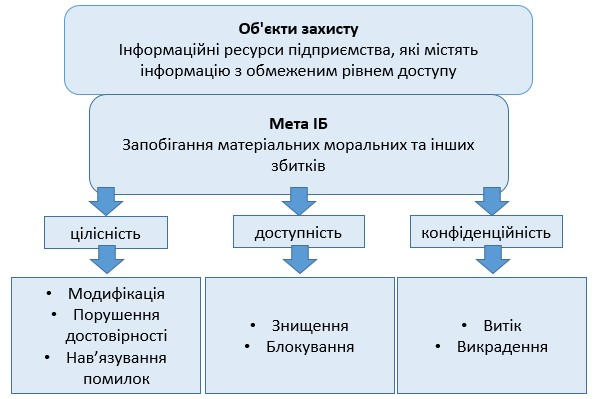 Об'єкти захисту
Інформаційні ресурси підприємства, які містять
інформацію з обмеженим рівнем доступу
Мета ІБ
Запобігання матеріальних моральних та інших
збитків
цілісність
доступність
конфіденційність
• Модифікація
• Порушення
достовірності
• Нав’язування
помилок
• Знищення
• Блокування
• Витік
• Викрадення